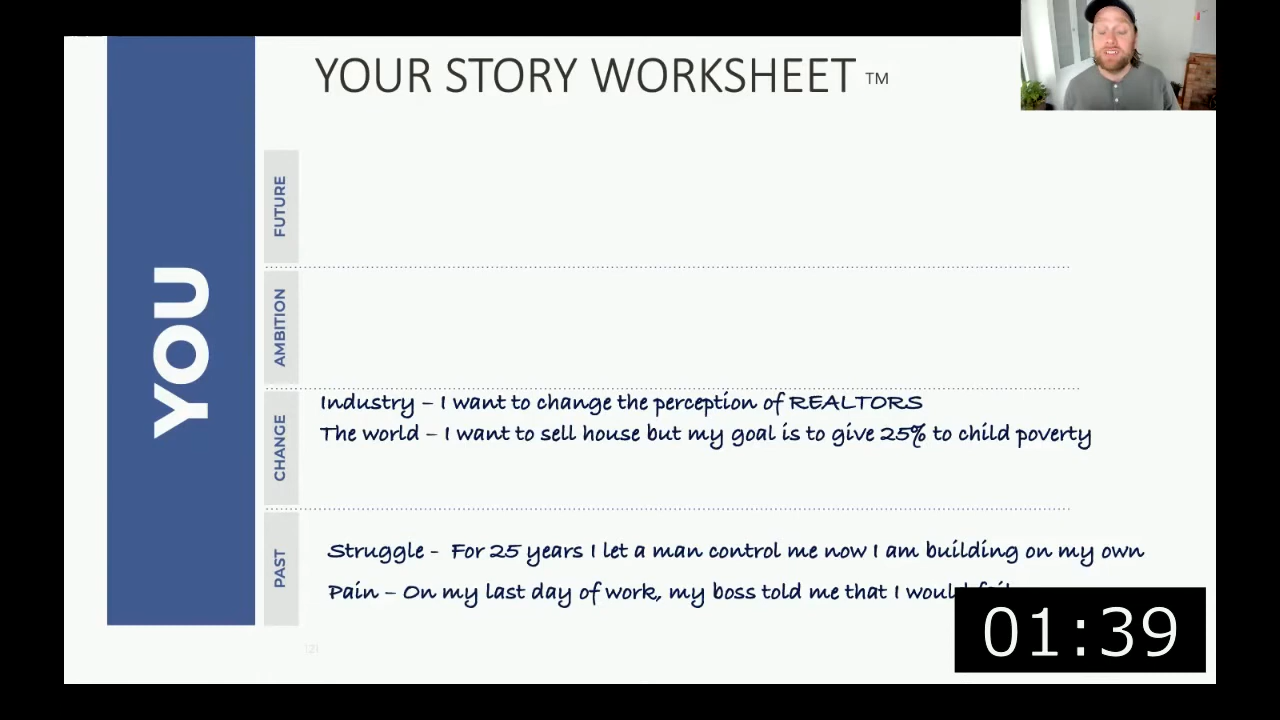 YOUR STORY WORKSHEET ™
YOU
FUTURE
AMBITION
CHANGE
Industry – I want to change the perception of REALTORS
The world – I want to sell house but my goal is to give 25% to child poverty
PAST
Struggle - For 25 years I let a man control me now I am building on my own
Pain – On my last day of work, my boss told me that I would
01:39